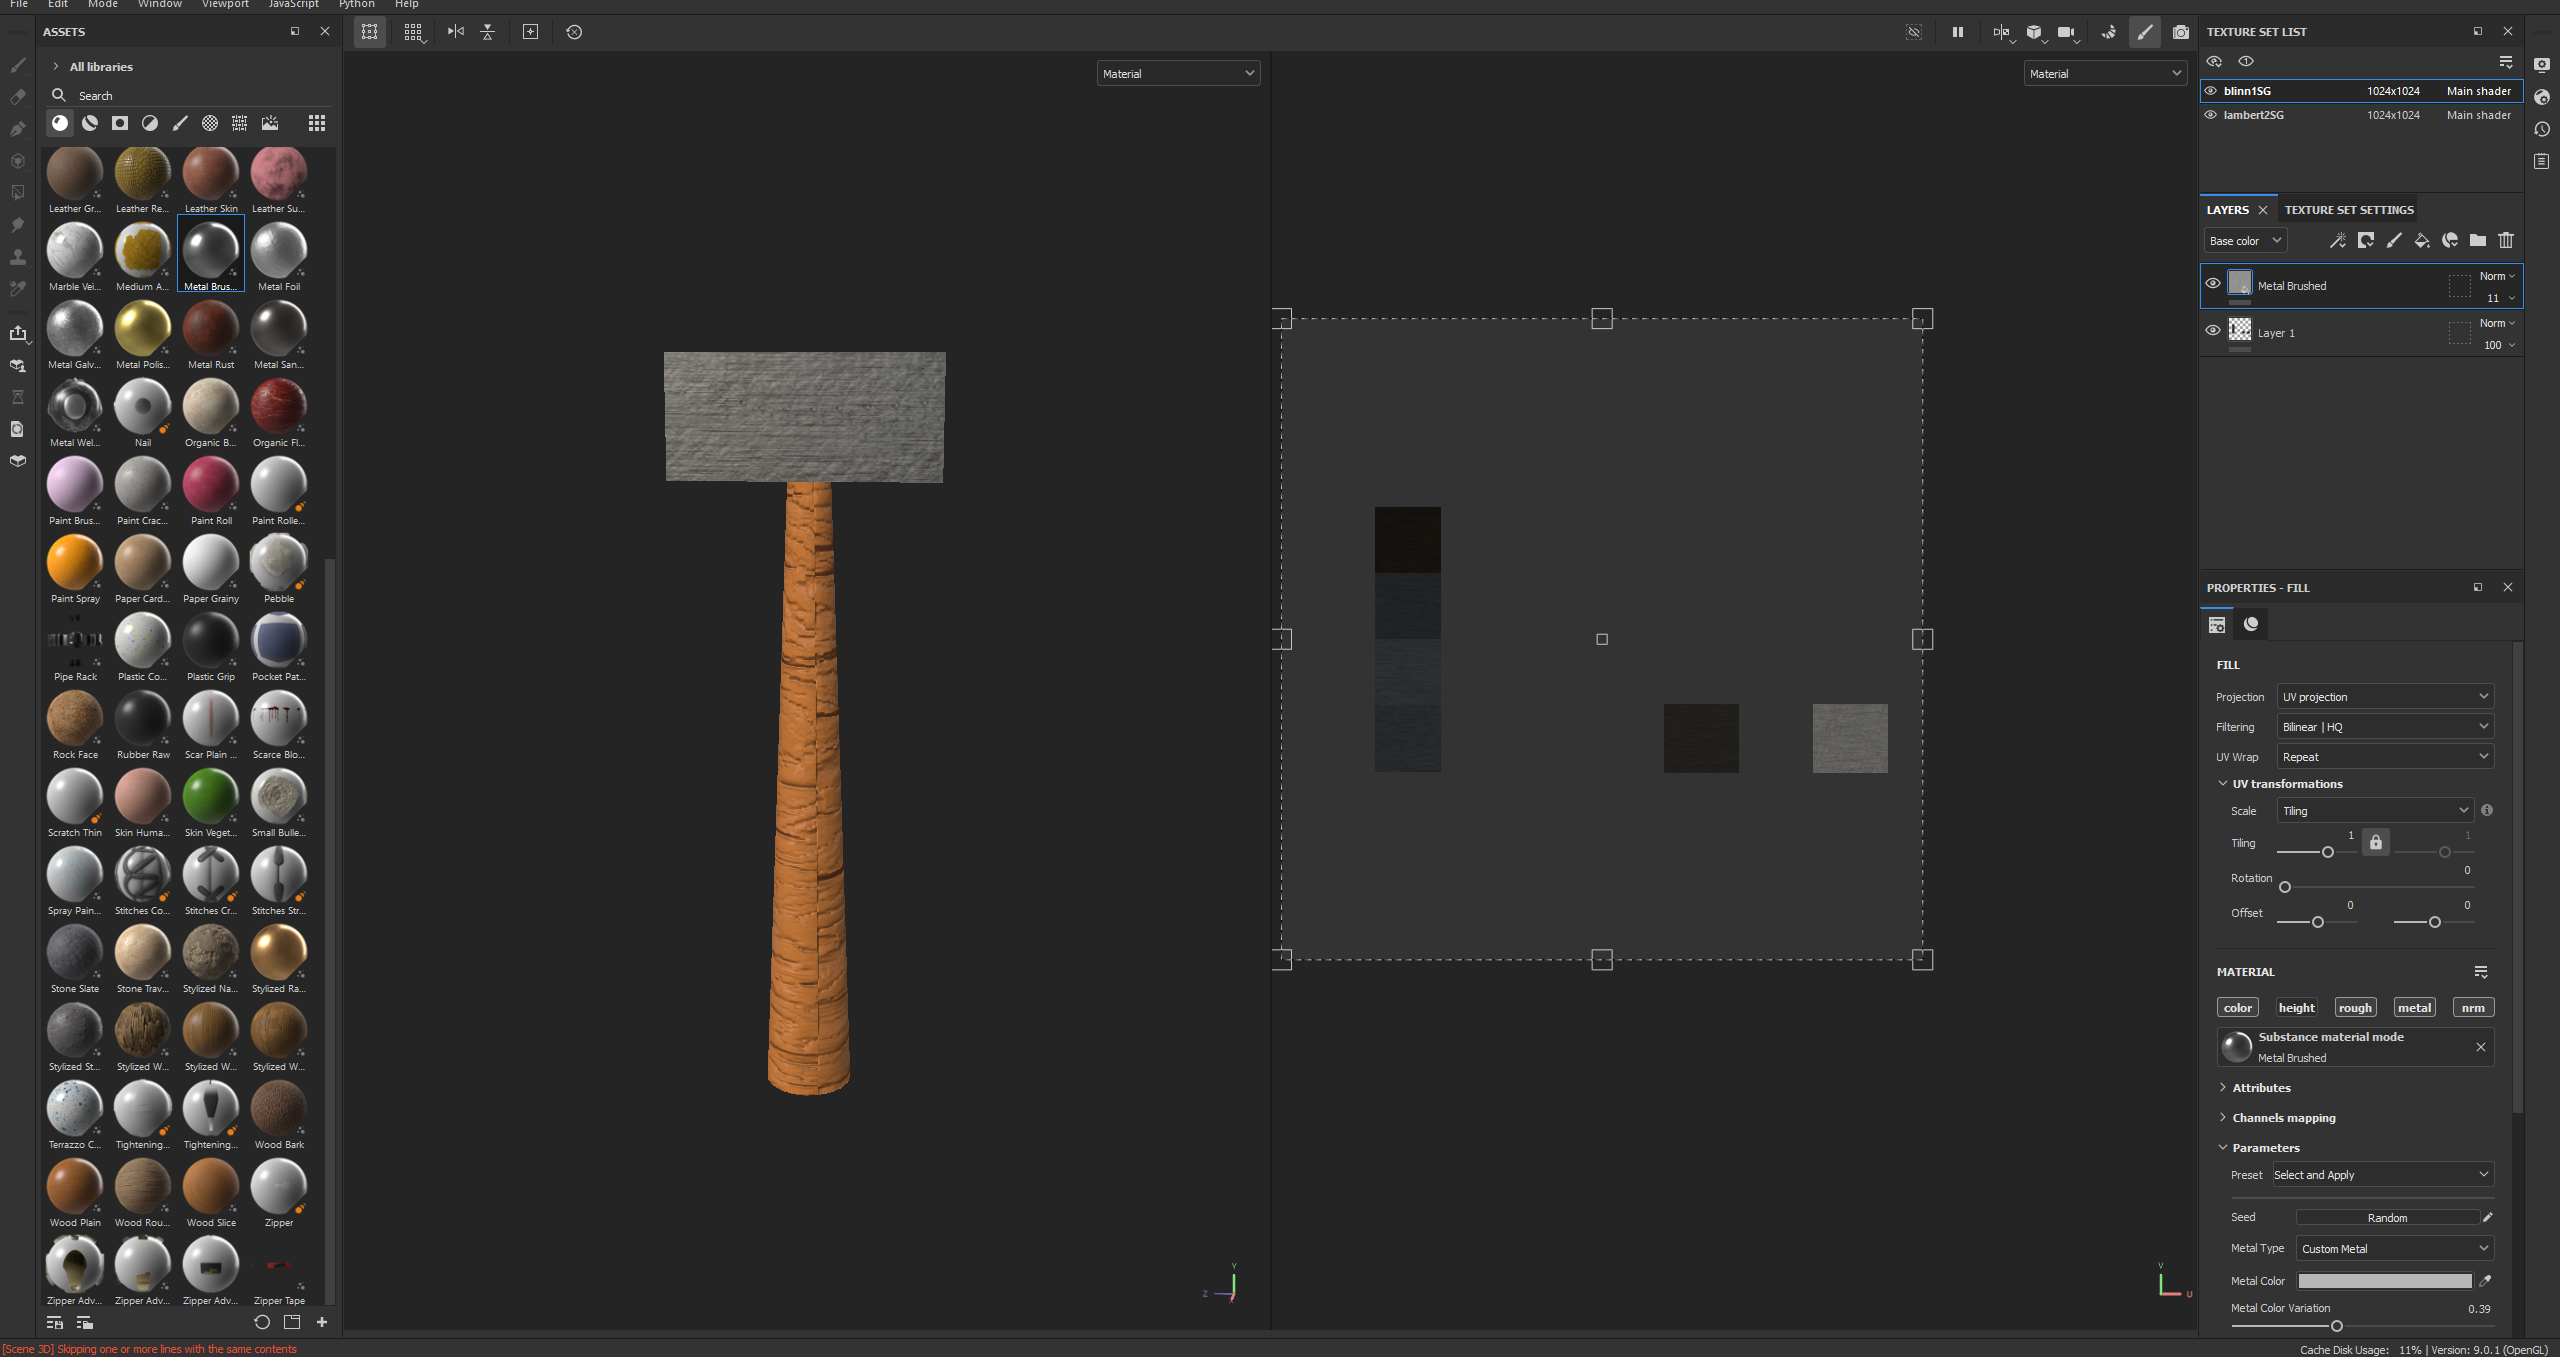 File Edit Mode Window Viewport JavaScript Python Help
ASSETS
All libraries
Search
Leather Gr... Leather Re... Leather Skin Leather Su...
Marble Vei... Medium A... Metal Brus... Metal Foil
Metal Galv... Metal Polis... Metal Rust Metal San...
Metal Wel... Nail Organic B... Organic Fl...
Paint Brus... Paint Crac... Paint Roll Paint Rolle...
Paint Spray Paper Card... Paper Grainy Pebble
Pipe Rack Plastic Co... Plastic Grip Pocket Pat...
Rock Face Rubber Raw Scar Plain ... Scarce Blo...
Scratch Thin Skin Huma... Skin Veget... Small Bulle...
Spray Pain... Stitches Co... Stitches Cr... Stitches Str...
Stone Slate Stone Trav... Stylized Na... Stylized Ra...
Stylized St... Stylized W... Stylized W... Stylized W...
Terrazzo C... Tightening... Tightening... Wood Bark
Wood Plain Wood Rou... Wood Slice Zipper
Zipper Adv... Zipper Adv... Zipper Adv... Zipper Tape
Material
Y
Z
Material
V
U
TEXTURE SET LIST
blinn1SG 1024x1024 Main shader
lambert2SG 1024x1024 Main shader
LAYERS TEXTURE SET SETTINGS
Base color
Metal Brushed Norm
11
Layer 1 Norm
100
PROPERTIES - FILL
FILL
Projection UV projection
Filtering Bilinear | HQ
UV Wrap Repeat
UV transformations
Scale Tiling
Tiling 1 1
Rotation 0
Offset 0 0
MATERIAL
color height rough metal nrm
Substance material mode
Metal Brushed
Attributes
Channels mapping
Parameters
Preset Select and Apply
Seed Random
Metal Type Custom Metal
Metal Color
Metal Color Variation 0.39
[Scene 3D] Skipping one or more lines with the same contents
Cache Disk Usage: 11% | Version: 9.0.1 (OpenGL)